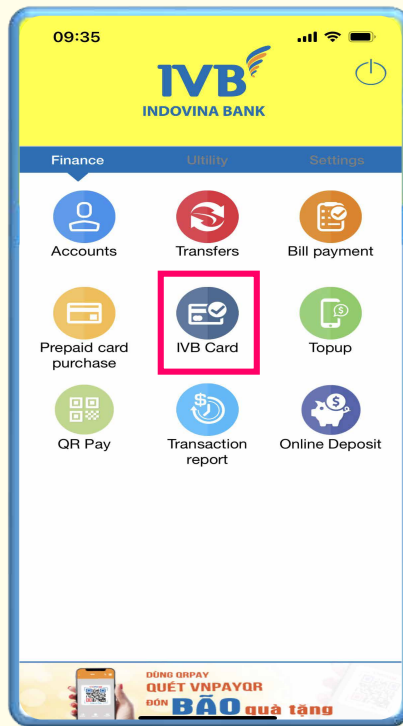 09:35
IVB
INDOVINA BANK
Finance Ultility Settings
Accounts Transfers Bill payment
Prepaid card IVB Card Topup
purchase
QR Pay Transaction Online Deposit
report
DÙNG QRPAY
QUÉT VNPAYQR
ĐÓN BÃO quà tặng